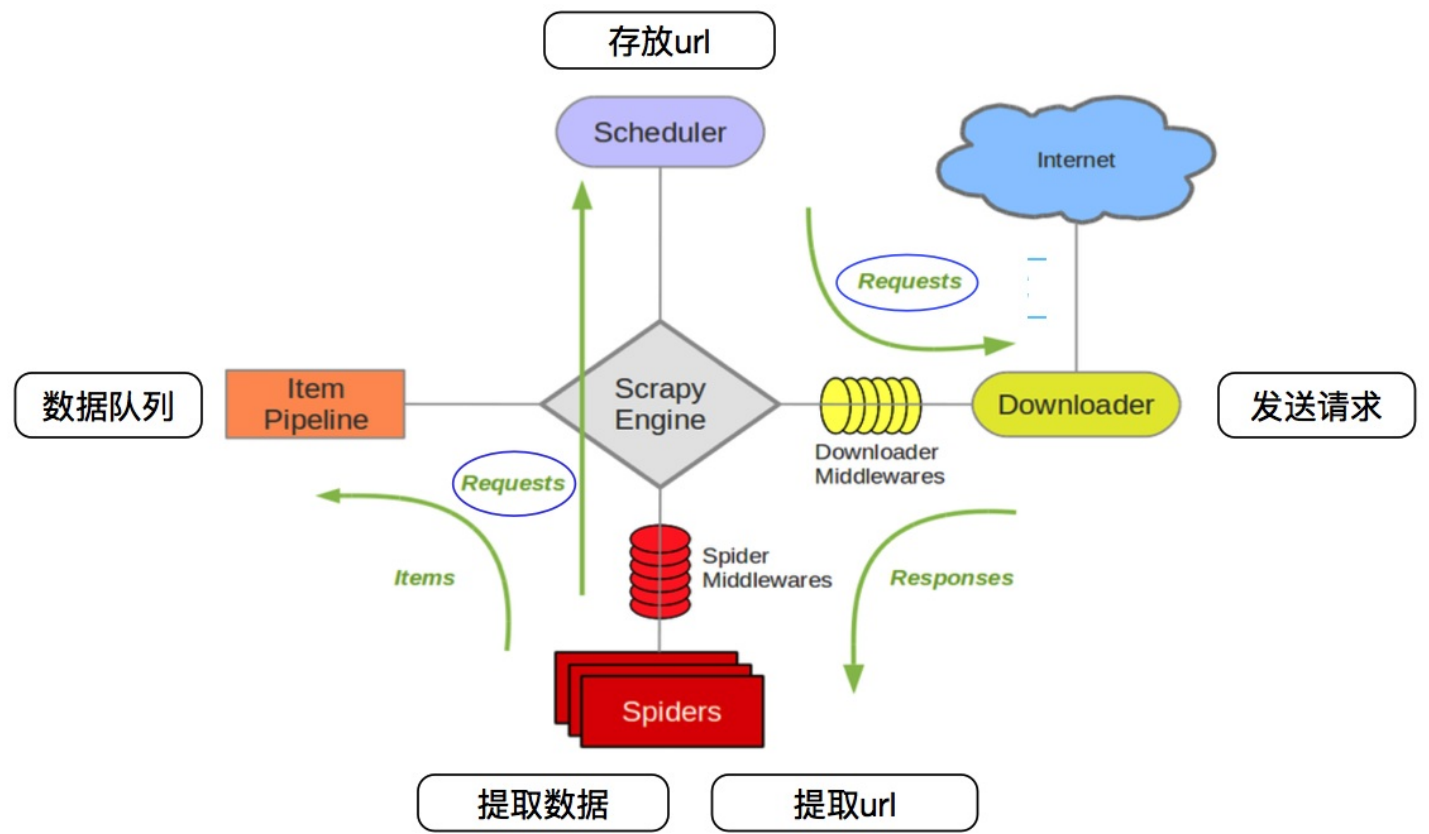 存放url
Scheduler
Internet
Requests
数据队列
Item
Pipeline
Scrapy
Engine
Downloader
发送请求
Downloader
Middlewares
Requests
Items
Spider
Middlewares
Responses
Spiders
提取数据
提取url